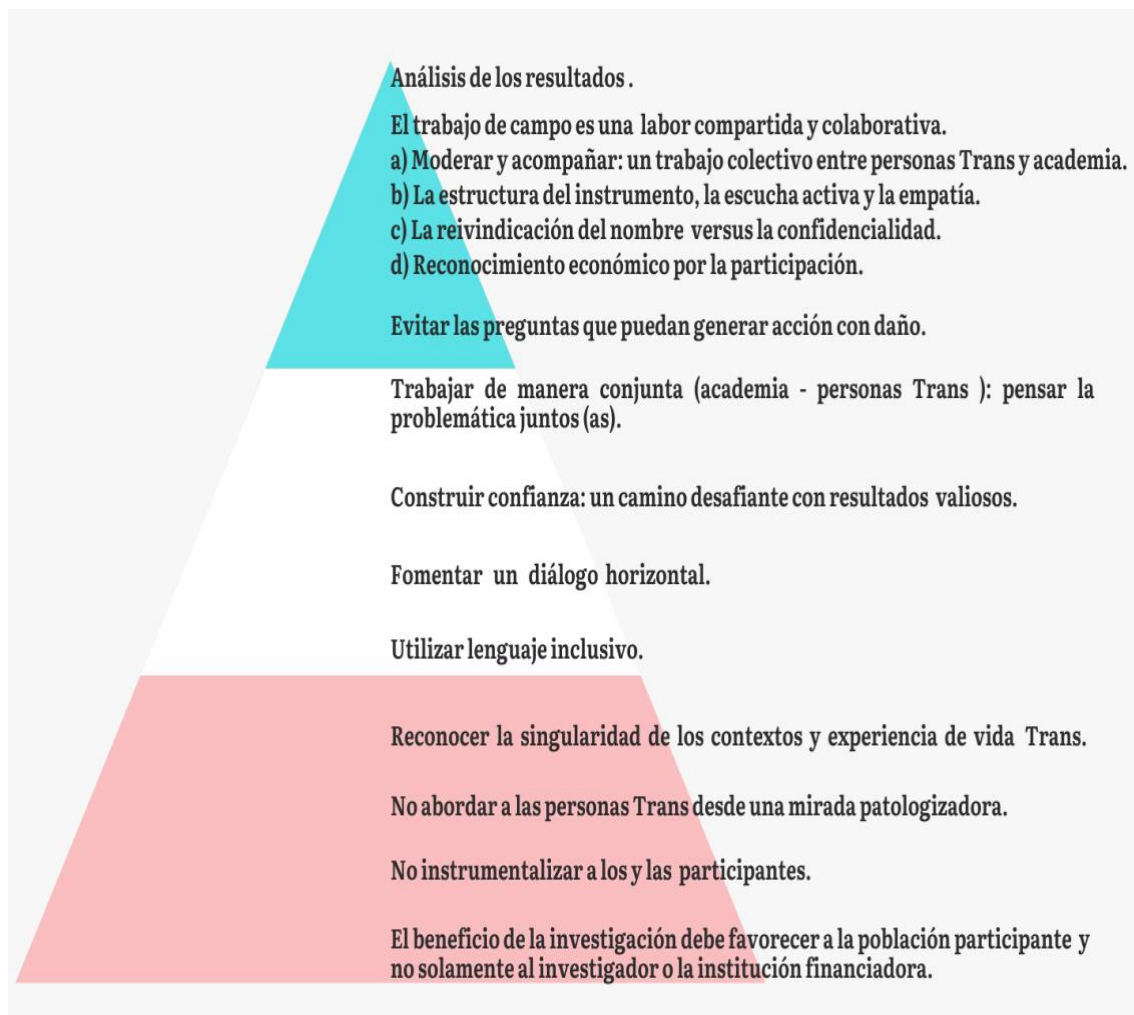 Análisis de los resultados .
El trabajo de campo es una labor compartida y colaborativa.
a) Moderar y acompañar: un trabajo colectivo entre personas Trans y academia.
b) La estructura del instrumento, la escucha activa y la empatía.
c) La reivindicación del nombre versus la confidencialidad.
d) Reconocimiento económico por la participación.
Evitar las preguntas que puedan generar acción con daño.
Trabajar de manera conjunta (academia - personas Trans ): pensar la
problemática juntos (as).
Construir confianza: un camino desafiante con resultados valiosos.
Fomentar un diálogo horizontal.
Utilizar lenguaje inclusivo.
Reconocer la singularidad de los contextos y experiencia de vida Trans.
No abordar a las personas Trans desde una mirada patologizadora.
No instrumentalizar a los y las participantes.
El beneficio de la investigación debe favorecer a la población participante y
no solamente al investigador o la institución financiadora.